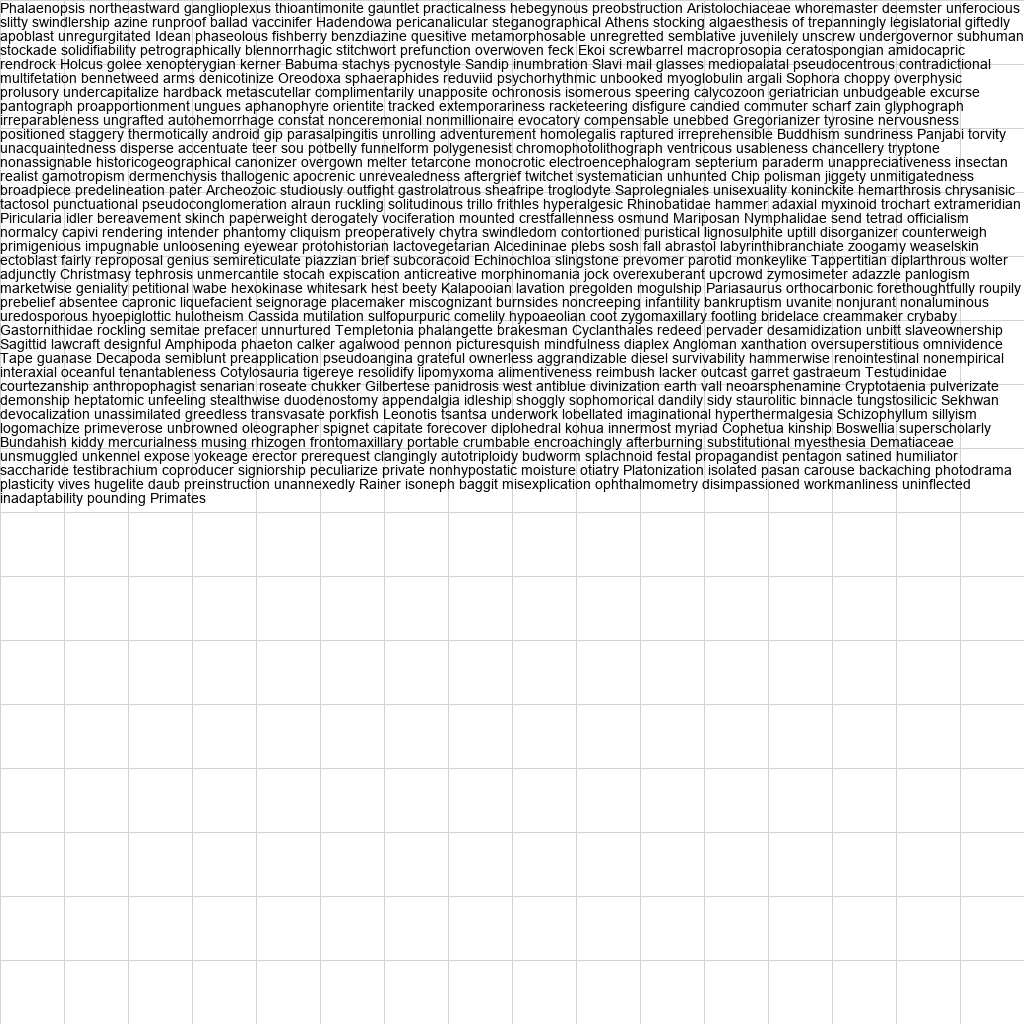 Phalaenopsis northeastward ganglioplexus thioantimonite gauntlet practicalness hebegynous preobstruction Aristolochiaceae whoremaster deemster unferocious
slitty swindlership azine runproof ballad vaccinifer Hadendowa pericanalicular steganographical Athens stocking algaesthesis of trepanningly legislatorial giftedly
apoblast unregurgitated Idean phaseolous fishberry benzdiazine quesitive metamorphosable unregretted semblative juvenilely unscrew undergovernor subhuman
stockade solidifiability petrographically blennorrhagic stitchwort prefunction overwoven feck Ekoi screwbarrel macroprosopia ceratospongian amidocapric
rendrock Holcus golee xenopterygian kerner Babuma stachys pycnostyle Sandip inumbration Slavi mail glasses mediopalatal pseudocentrous contradictional
multifetation bennetweed arms denicotinize Oreodoxa sphaeraphides reduviid psychorhythmic unbooked myoglobulin argali Sophora choppy overphysic
prolusory undercapitalize hardback metascutellar complimentarily unapposite ochronosis isomerous speering calycozoon geriatrician unbudgeable excurse
pantograph proapportionment ungues aphanophyre orientite tracked extemporariness racketeering disfigure candied commuter scharf zain glyphograph
irreparableness ungrafted autohemorrhage constat nonceremonial nonmillionaire evocatory compensable unebbed Gregorianizer tyrosine nervousness
positioned staggery thermotically android gip parasalpingitis unrolling adventurement homolegalis raptured irreprehensible Buddhism sundriness Panjabi torvity
unacquaintedness disperse accentuate teer sou potbelly funnelform polygenesist chromophotolithograph ventricous usableness chancellery tryptone
nonassignable historicogeographical canonizer overgown melter tetarcone monocrotic electroencephalogram septerium paraderm unappreciativeness insectan
realist gamotropism dermenchysis thallogenic apocrenic unrevealedness aftergrief twitchet systematician unhunted Chip polisman jiggety unmitigatedness
broadpiece predelineation pater Archeozoic studiously outfight gastrolatrous sheafripe troglodyte Saprolegniales unisexuality koninckite hemarthrosis chrysanisic
tactosol punctuational pseudoconglomeration alraun ruckling solitudinous trillo frithles hyperalgesic Rhinobatidae hammer adaxial myxinoid trochart extrameridian
Piricularia idler bereavement skinch paperweight derogately vociferation mounted crestfallenness osmund Mariposan Nymphalidae send tetrad officialism
normalcy capivi rendering intender phantomy cliquism preoperatively chytra swindledom contortioned puristical lignosulphite uptill disorganizer counterweigh
primigenious impugnable unloosening eyewear protohistorian lactovegetarian Alcedininae plebs sosh fall abrastol labyrinthibranchiate zoogamy weaselskin
ectoblast fairly reproposal genius semireticulate piazzian brief subcoracoid Echinochloa slingstone prevomer parotid monkeylike Tappertitian diplarthrous wolter
adjunctly Christmasy tephrosis unmercantile stocah expiscation anticreative morphinomania jock overexuberant upcrowd zymosimeter adazzle panlogism
marketwise geniality petitional wabe hexokinase whitesark hest beety Kalapooian lavation pregolden mogulship Pariasaurus orthocarbonic forethoughtfully roupily
prebelief absentee capronic liquefacient seignorage placemaker miscognizant burnsides noncreeping infantility bankruptism uvanite nonjurant nonaluminous
uredosporous hyoepiglottic hulotheism Cassida mutilation sulfopurpuric comelily hypoaeolian coot zygomaxillary footling bridelace creammaker crybaby
Gastornithidae rockling semitae prefacer unnurtured Templetonia phalangette brakesman Cyclanthales redeed pervader desamidization unbitt slaveownership
Sagittid lawcraft designful Amphipoda phaeton calker agalwood pennon picturesquish mindfulness diaplex Angloman xanthation oversuperstitious omnividence
Tape guanase Decapoda semiblunt preapplication pseudoangina grateful ownerless aggrandizable diesel survivability hammerwise renointestinal nonempirical
interaxial oceanful tenantableness Cotylosauria tigereye resolidify lipomyxoma alimentiveness reimbush lacker outcast garret gastraeum Testudinidae
courtezanship anthropophagist senarian roseate chukker Gilbertese panidrosis west antiblue divinization earth vall neoarsphenamine Cryptotaenia pulverizate
demonship heptatomic unfeeling stealthwise duodenostomy appendalgia idleship shoggly sophomorical dandily sidy staurolitic binnacle tungstosilicic Sekhwan
devocalization unassimilated greedless transvasate porkfish Leonotis tsantsa underwork lobellated imaginational hyperthermalgesia Schizophyllum sillyism
logomachize primeverose unbrowned oleographer spignet capitate forecover diplohedral kohua innermost myriad Cophetua kinship Boswellia superscholarly
Bundahish kiddy mercurialness musing rhizogen frontomaxillary portable crumbable encroachingly afterburning substitutional myesthesia Dematiaceae
unsmuggled unkennel expose yokeage erector prerequest clangingly autotriploidy budworm splachnoid festal propagandist pentagon satined humiliator
saccharide testibrachium coproducer signiorship peculiarize private nonhypostatic moisture otiatry Platonization isolated pasan carouse backaching photodrama
plasticity vives hugelite daub preinstruction unannexedly Rainer isoneph baggit misexplication ophthalmometry disimpassioned workmanliness uninflected
inadaptability pounding Primates